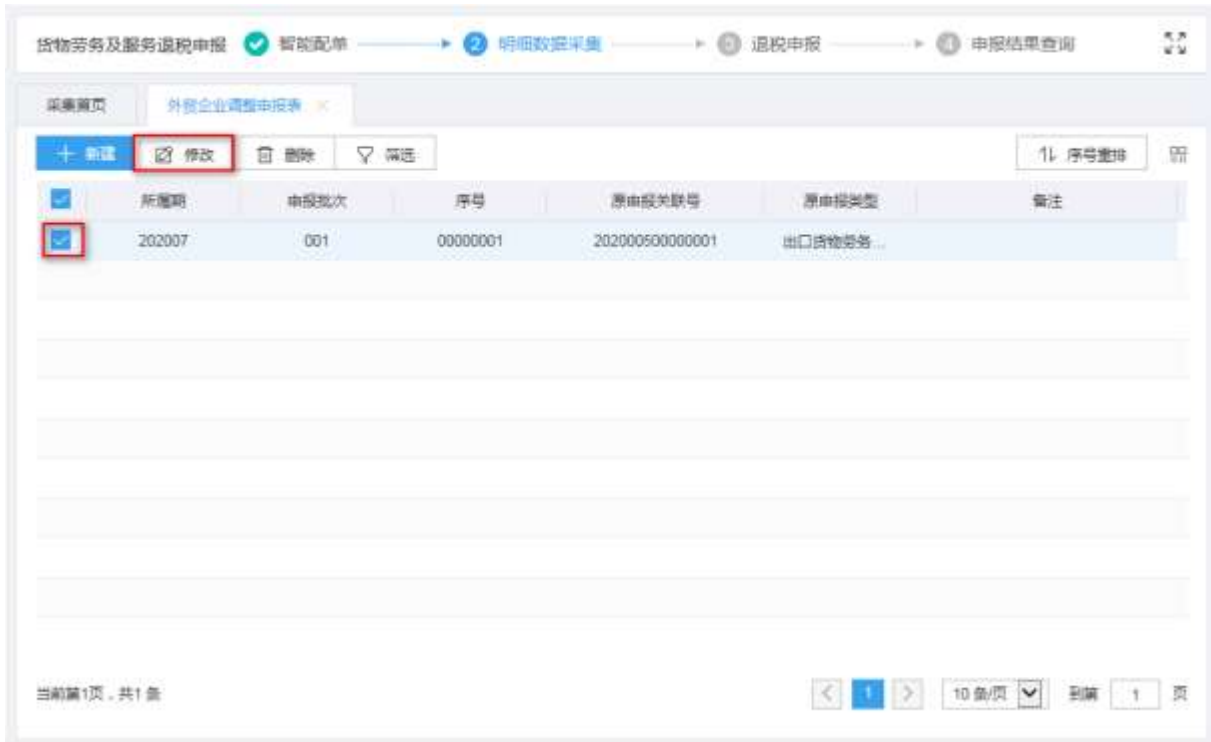 货物劳务及服务退税申报 智能配单 2 明细数据采集 3 退税申报 4 申报结果查询
采集首页 外贸企业调整申报表 ×
+ 新建 修改 删除 筛选 序号重排
所属期 申报批次 序号 原申报关联号 原申报类型 备注
202007 001 00000001 202000500000001 出口货物劳务...
当前第1页，共1 条 < 1 > 10 条/页 到第 1 页